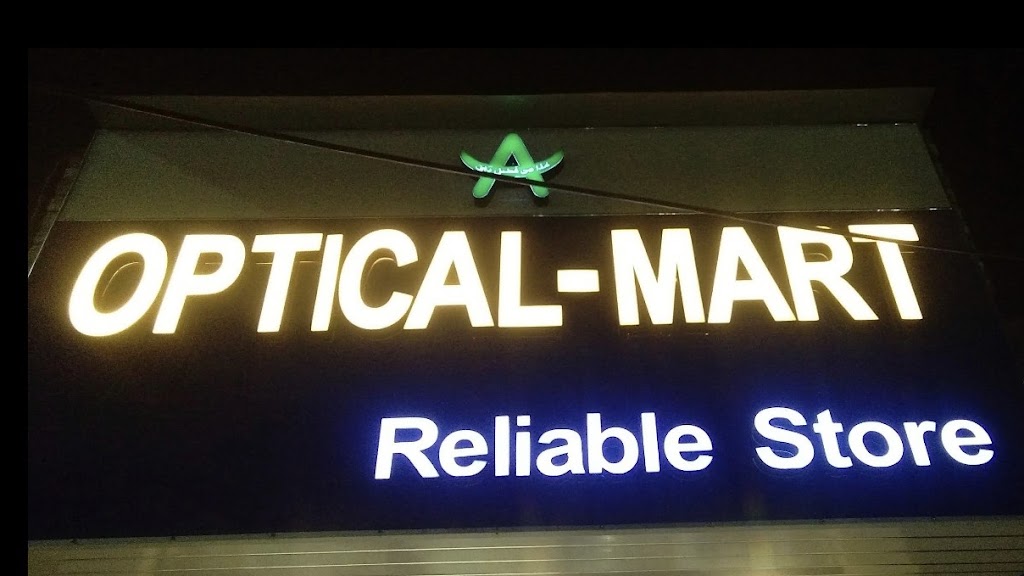 OPTICAL-MART
Reliable Store